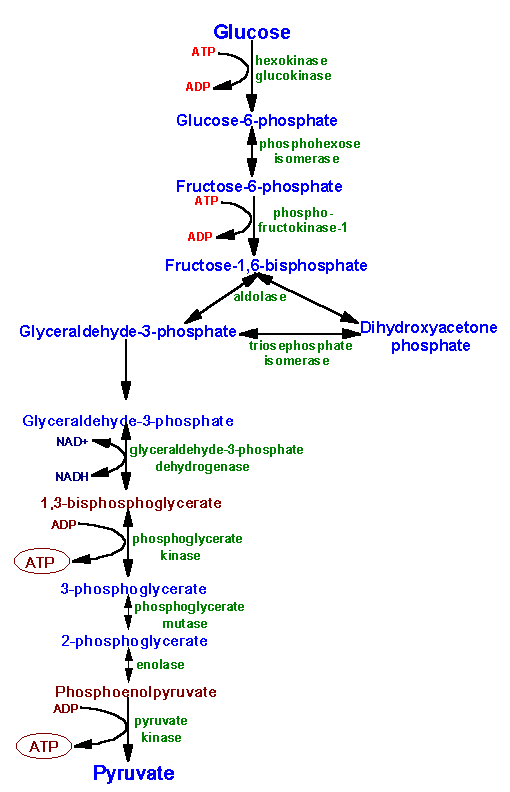 Glucose
ATP
hexokinase
glucokinase
ADP
Glucose-6-phosphate
phosphohexose
isomerase
Fructose-6-phosphate
ATP
phospho-
fructokinase-1
ADP
Fructose-1,6-bisphosphate
aldolase
Glyceraldehyde-3-phosphate
Dihydroxyacetone
phosphate
triosephosphate
isomerase
Glyceraldehyde-3-phosphate
NAD+
glyceraldehyde-3-phosphate
dehydrogenase
NADH
1,3-bisphosphoglycerate
ADP
phosphoglycerate
kinase
ATP
3-phosphoglycerate
phosphoglycerate
mutase
2-phosphoglycerate
enolase
Phosphoenolpyruvate
ADP
pyruvate
kinase
ATP
Pyruvate